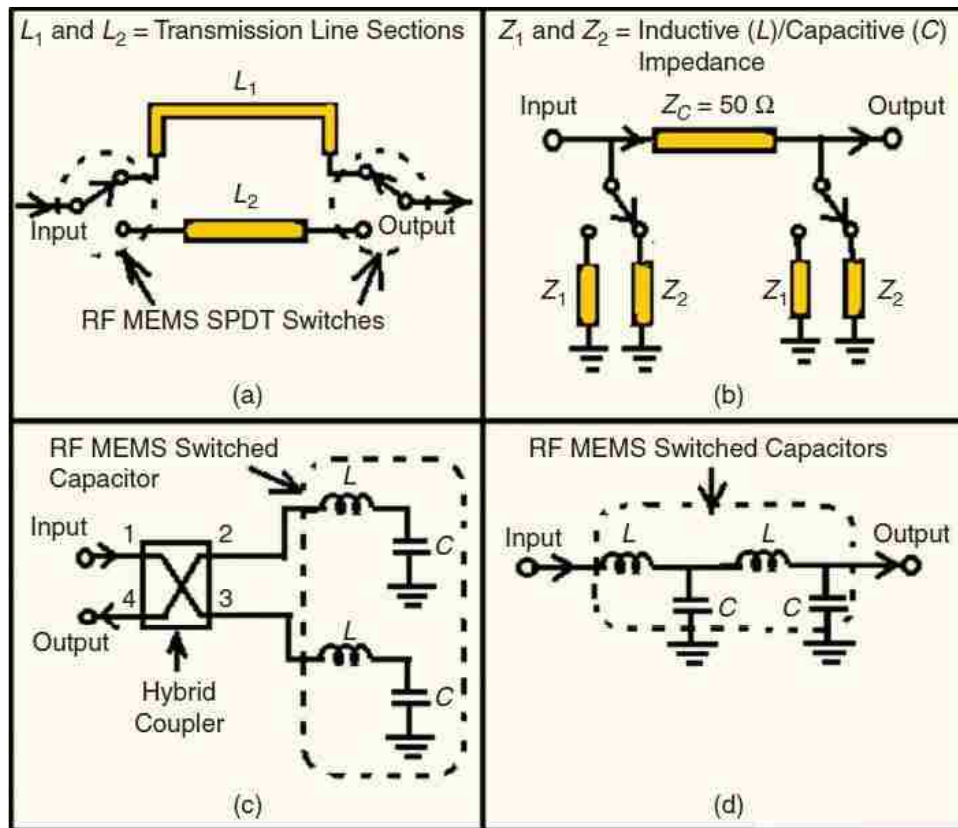 L₁ and L₂ = Transmission Line Sections
L₁
L₂
Input
Output
RF MEMS SPDT Switches
(a)
Z₁ and Z₂ = Inductive (L)/Capacitive (C)
Impedance
Input
Z_C = 50 Ω
Output
Z₁
Z₂
Z₁
Z₂
(b)
RF MEMS Switched
Capacitor
L
Input
1
2
C
4
3
Output
L
Hybrid
Coupler
C
(c)
RF MEMS Switched Capacitors
Input
L
L
Output
C
C
(d)